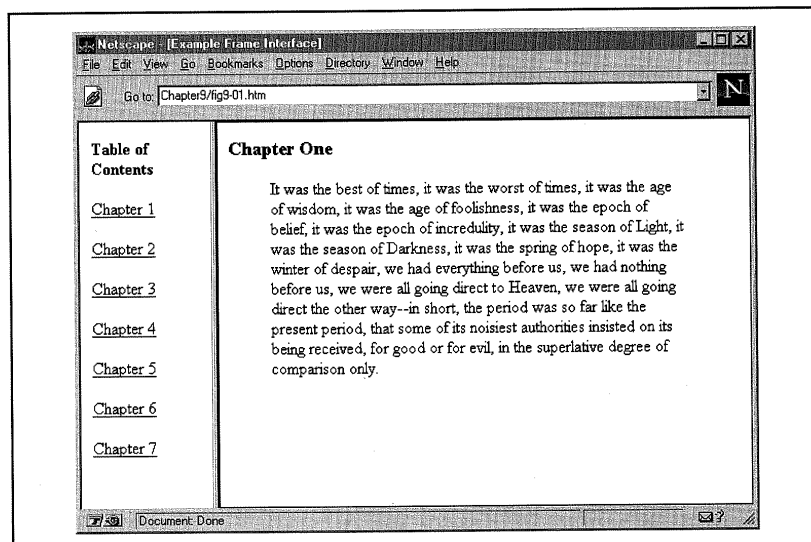 Netscape - [Example Frame Interface]
File Edit View Go Bookmarks Options Directory Window Help
Go to: Chapter9/fig9-01.htm
N
Table of
Contents
Chapter 1
Chapter 2
Chapter 3
Chapter 4
Chapter 5
Chapter 6
Chapter 7
Chapter One
It was the best of times, it was the worst of times, it was the age
of wisdom, it was the age of foolishness, it was the epoch of
belief, it was the epoch of incredulity, it was the season of Light, it
was the season of Darkness, it was the spring of hope, it was the
winter of despair, we had everything before us, we had nothing
before us, we were all going direct to Heaven, we were all going
direct the other way--in short, the period was so far like the
present period, that some of its noisiest authorities insisted on its
being received, for good or for evil, in the superlative degree of
comparison only.
Document: Done
?